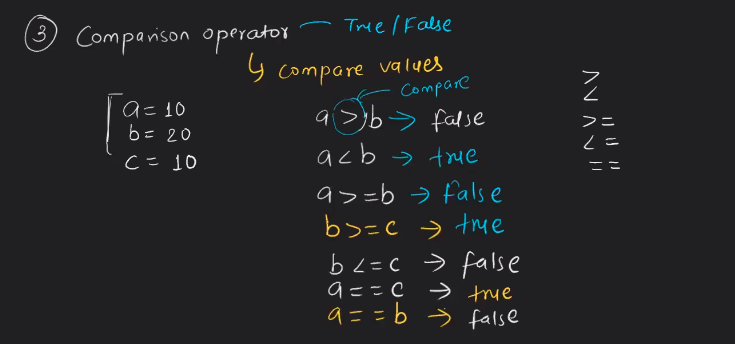 ③ Comparison operator — True / False
↳ compare values
compare
a = 10
b = 20
c = 10
a > b → false
a < b → true
a >= b → false
b >= c → true
b <= c → false
a == c → true
a == b → false
>
<
>=
<=
==